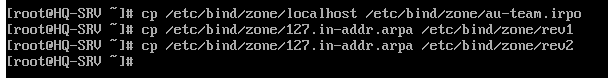 [root@HQ-SRV ~]# cp /etc/bind/zone/localhost /etc/bind/zone/au-team.irpo
[root@HQ-SRV ~]# cp /etc/bind/zone/127.in-addr.arpa /etc/bind/zone/rev1
[root@HQ-SRV ~]# cp /etc/bind/zone/127.in-addr.arpa /etc/bind/zone/rev2
[root@HQ-SRV ~]#